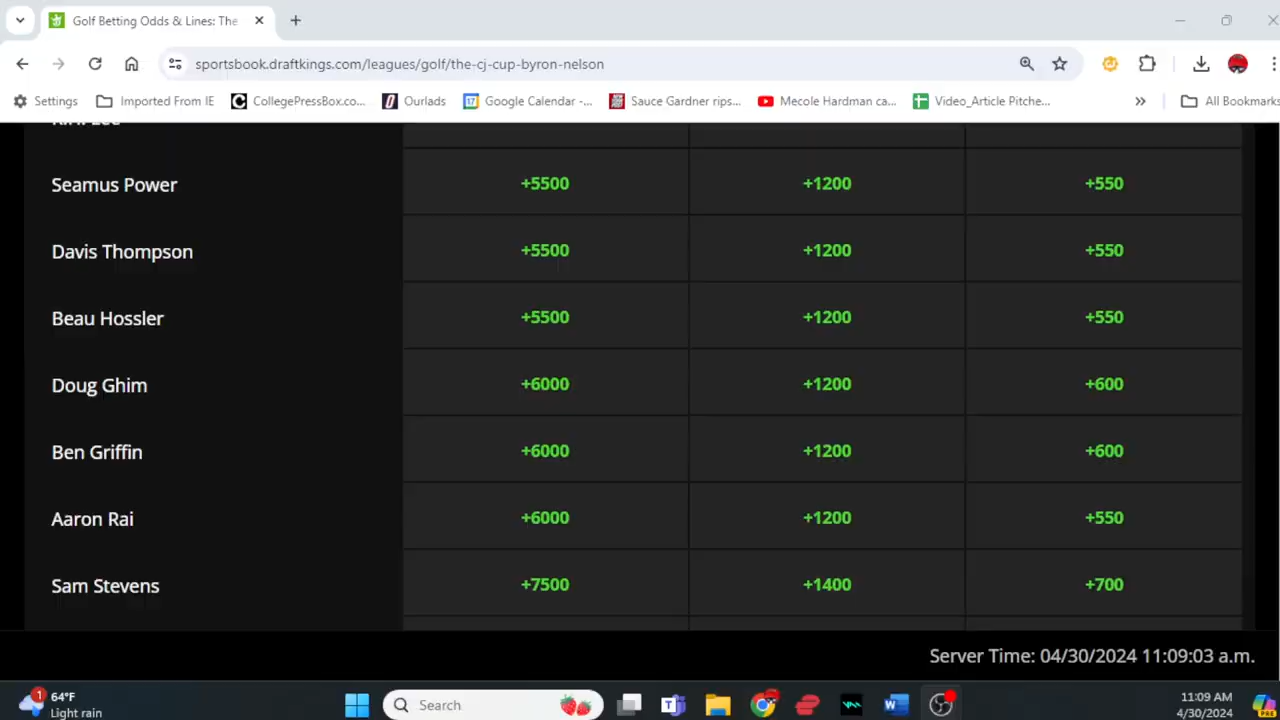 Golf Betting Odds & Lines: The
sportsbook.draftkings.com/leagues/golf/the-cj-cup-byron-nelson
Settings Imported From IE CollegePressBox.co... Ourlads Google Calendar -... Sauce Gardner rips... Mecole Hardman ca... Video_Article Pitche... » All Bookmarks
Seamus Power +5500 +1200 +550
Davis Thompson +5500 +1200 +550
Beau Hossler +5500 +1200 +550
Doug Ghim +6000 +1200 +600
Ben Griffin +6000 +1200 +600
Aaron Rai +6000 +1200 +550
Sam Stevens +7500 +1400 +700
Server Time: 04/30/2024 11:09:03 a.m.
1 64°F
Light rain
Search
11:09 AM
4/30/2024